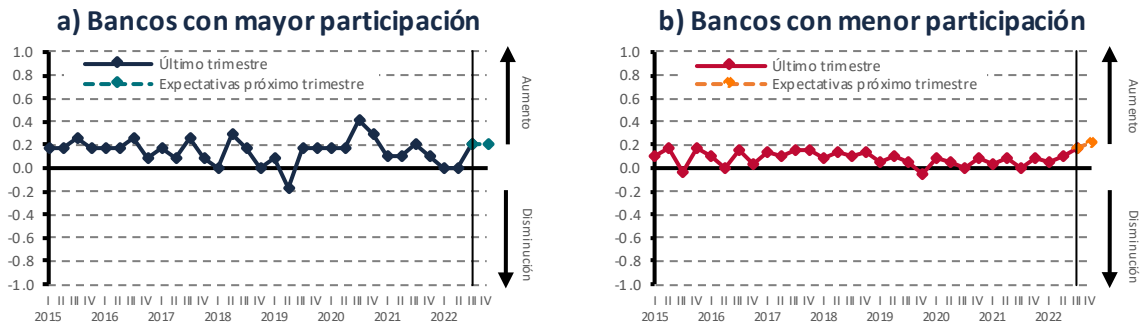 a) Bancos con mayor participación
1.0
0.8
0.6
0.4
0.2
0.0
-0.2
-0.4
-0.6
-0.8
-1.0
Último trimestre
Expectativas próximo trimestre
Aumento
Disminución
I II III IV I II III IV I II III IV I II III IV I II III IV I II III IV I II III IV I II III IV
2015 2016 2017 2018 2019 2020 2021 2022
b) Bancos con menor participación
1.0
0.8
0.6
0.4
0.2
0.0
-0.2
-0.4
-0.6
-0.8
-1.0
Último trimestre
Expectativas próximo trimestre
Aumento
Disminución
I II III IV I II III IV I II III IV I II III IV I II III IV I II III IV I II III IV I II III IV
2015 2016 2017 2018 2019 2020 2021 2022